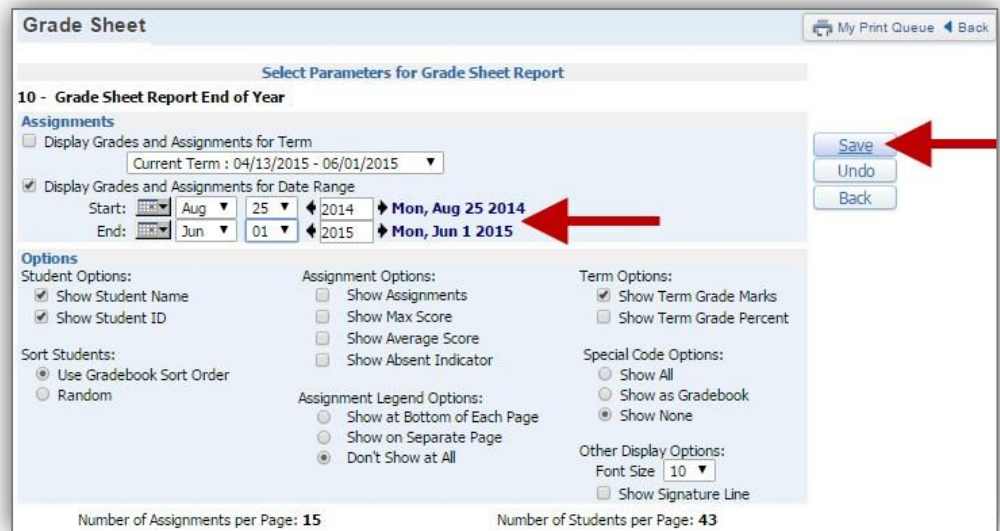 Grade Sheet
My Print Queue Back
Select Parameters for Grade Sheet Report
10 - Grade Sheet Report End of Year
Assignments
Display Grades and Assignments for Term
Current Term : 04/13/2015 - 06/01/2015
Display Grades and Assignments for Date Range
Start: Aug 25 2014 Mon, Aug 25 2014
End: Jun 01 2015 Mon, Jun 1 2015
Save
Undo
Back
Options
Student Options:
Show Student Name
Show Student ID
Sort Students:
Use Gradebook Sort Order
Random
Assignment Options:
Show Assignments
Show Max Score
Show Average Score
Show Absent Indicator
Assignment Legend Options:
Show at Bottom of Each Page
Show on Separate Page
Don't Show at All
Term Options:
Show Term Grade Marks
Show Term Grade Percent
Special Code Options:
Show All
Show as Gradebook
Show None
Other Display Options:
Font Size 10
Show Signature Line
Number of Assignments per Page: 15 Number of Students per Page: 43